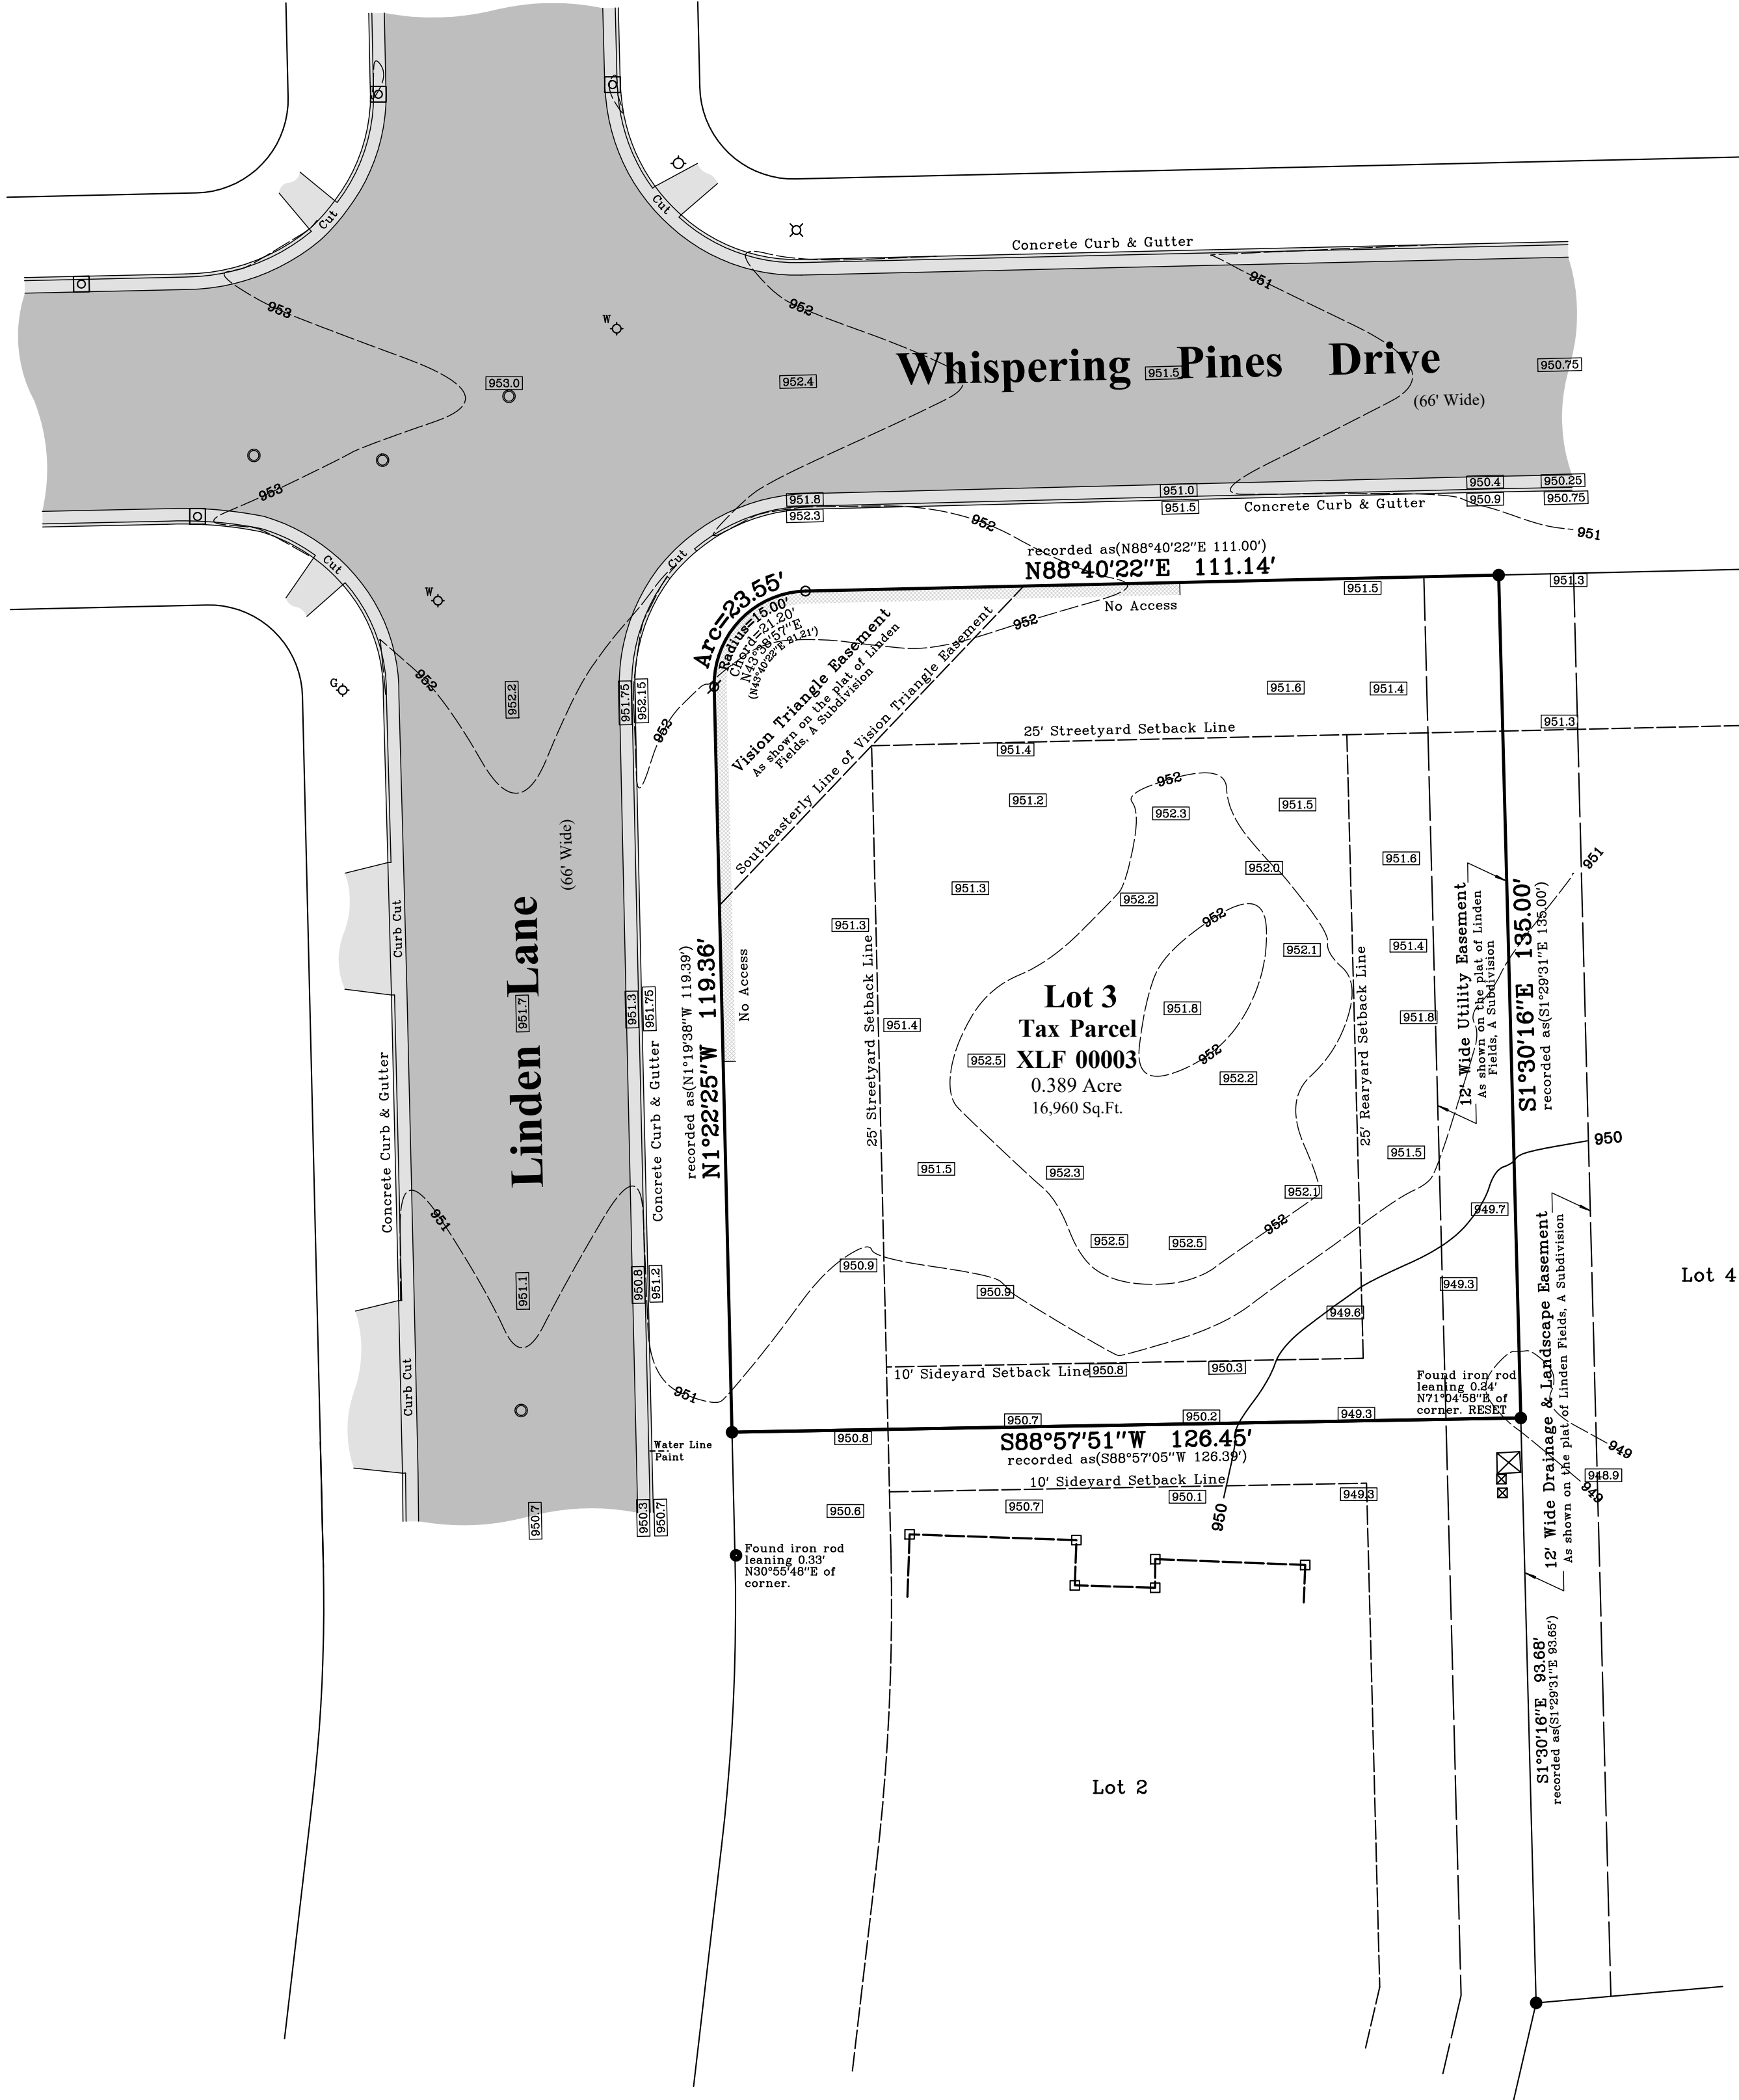 Cut
Cut
Concrete Curb & Gutter
953
952
951
W
Whispering Pines Drive
(66' Wide)
953.0
952.4
951.5
950.75
953
951.8
952.3
951.0
951.5
950.4
950.9
950.25
950.75
Concrete Curb & Gutter
952
951
Cut
Cut
W
G
recorded as(N88°40'22"E 111.00')
N88°40'22"E 111.14'
No Access
951.5
951.3
Arc=23.55'
Radius=15.00'
Chord=21.20'
N43°38'57"E
(N43°40'22"E 21.21')
Vision Triangle Easement
As shown on the plat of Linden
Fields, A Subdivision
Southeasterly Line of Vision Triangle Easement
952
952
952
952.2
951.75
952.15
951.6
951.4
951.3
25' Streetyard Setback Line
951.4
951.2
952
952.3
951.5
952.0
951.6
951.3
952.2
951.3
952
952.1
951.4
951
(66' Wide)
Linden Lane
951.7
951.3
951.75
Curb Cut
Concrete Curb & Gutter
Concrete Curb & Gutter
recorded as(N1°19'38"W 119.39')
N1°22'25"W 119.36'
No Access
25' Streetyard Setback Line
Lot 3
Tax Parcel
XLF 00003
0.389 Acre
16,960 Sq.Ft.
951.8
951.4
952.5
952
952.2
951.8
25' Rearyard Setback Line
12' Wide Utility Easement
As shown on the plat of Linden
Fields, A Subdivision
S1°30'16"E 135.00'
recorded as(S1°29'31"E 135.00')
951.5
952.3
951.5
950
952.1
949.7
951
952
952.5
952.5
950.9
950.9
951.1
950.8
951.2
949.3
949.6
Lot 4
12' Wide Drainage & Landscape Easement
As shown on the plat of Linden Fields, A Subdivision
10' Sideyard Setback Line
950.8
950.3
Curb Cut
951
Found iron rod
leaning 0.24'
N71°04'58"E of
corner. RESET
950.7
950.2
949.3
950.8
S88°57'51"W 126.45'
recorded as(S88°57'05"W 126.39')
Water Line
Paint
949
949
948.9
10' Sideyard Setback Line
950.7
950.3
950.7
950.6
950.7
950.1
949.3
950
Found iron rod
leaning 0.33'
N30°55'48"E of
corner.
S1°30'16"E 93.68'
recorded as(S1°29'31"E 93.65')
Lot 2